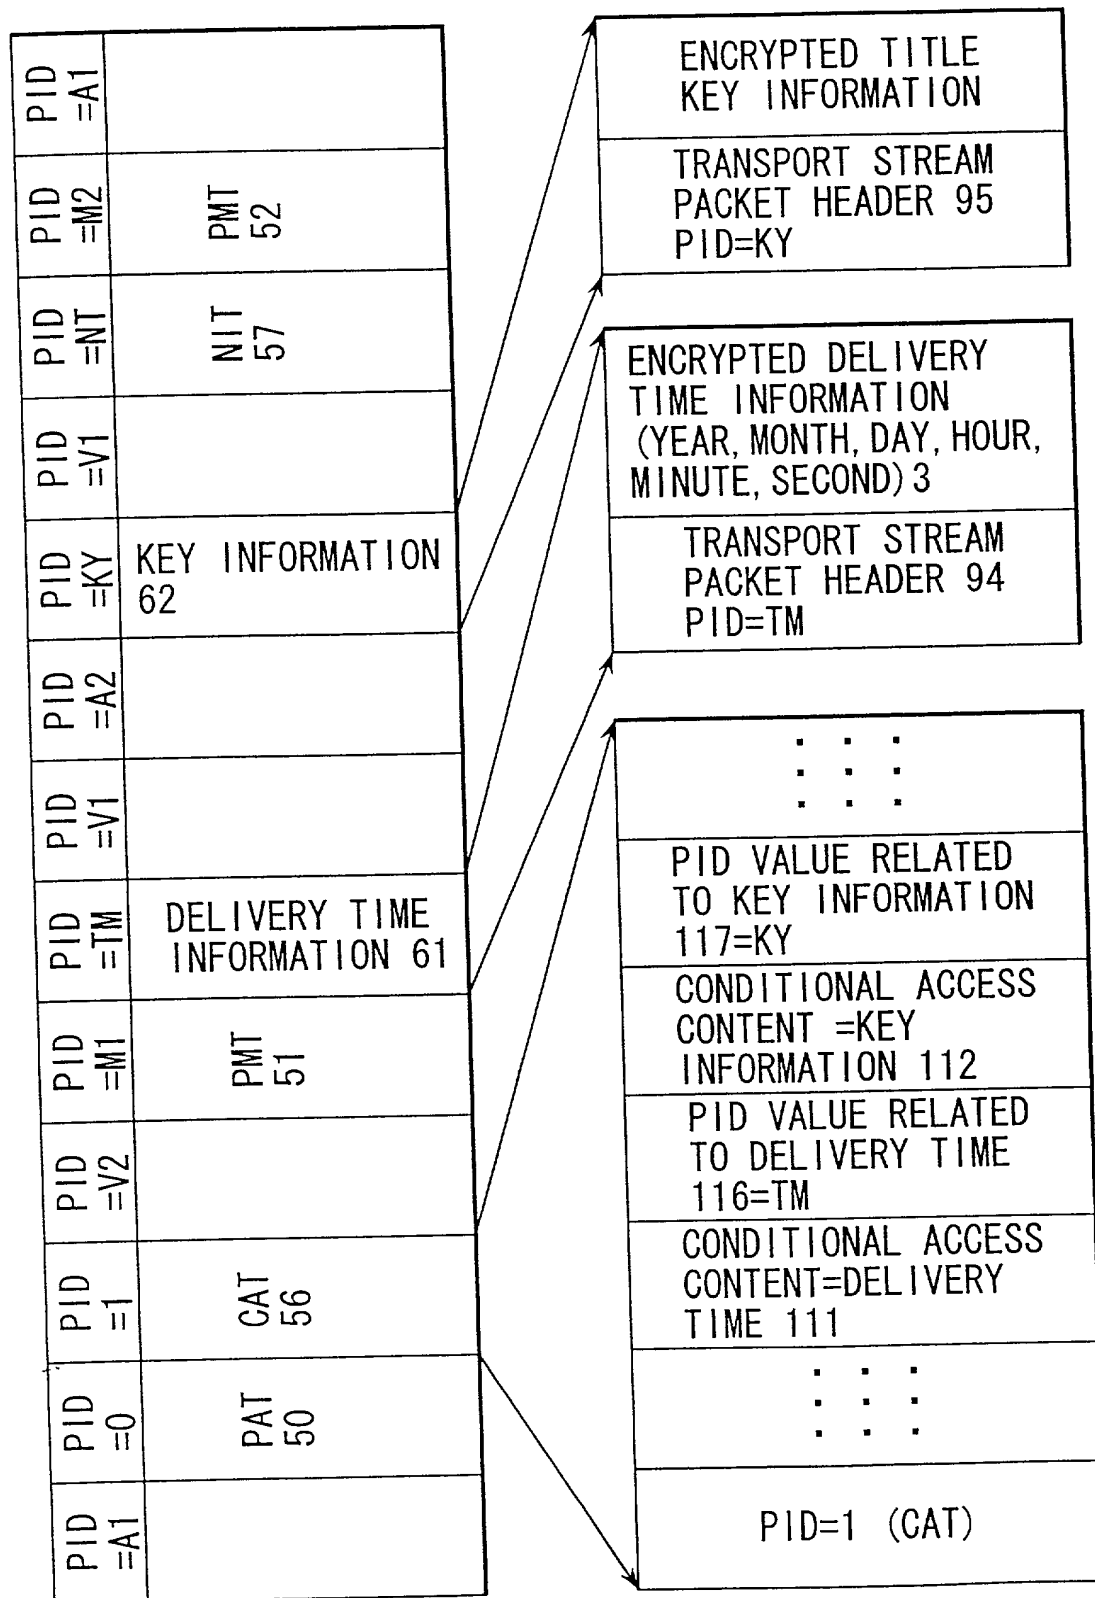 PID
=A1
PID
=M2
PMT
52
PID
=NT
NIT
57
PID
=V1
PID
=KY
KEY INFORMATION
62
PID
=A2
PID
=V1
PID
=TM
DELIVERY TIME
INFORMATION 61
PID
=M1
PMT
51
PID
=V2
PID
=1
CAT
56
PID
=0
PAT
50
PID
=A1
ENCRYPTED TITLE
KEY INFORMATION
TRANSPORT STREAM
PACKET HEADER 95
PID=KY
ENCRYPTED DELIVERY
TIME INFORMATION
(YEAR, MONTH, DAY, HOUR,
MINUTE, SECOND) 3
TRANSPORT STREAM
PACKET HEADER 94
PID=TM
PID VALUE RELATED
TO KEY INFORMATION
117=KY
CONDITIONAL ACCESS
CONTENT =KEY
INFORMATION 112
PID VALUE RELATED
TO DELIVERY TIME
116=TM
CONDITIONAL ACCESS
CONTENT=DELIVERY
TIME 111
PID=1 (CAT)